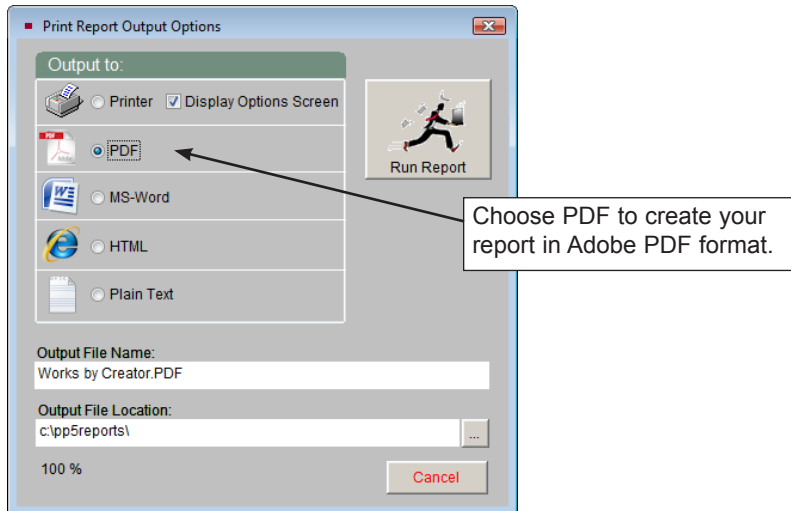 Print Report Output Options
Output to:
Printer Display Options Screen
PDF
Adobe
PDF
W
MS-Word
HTML
Plain Text
Run Report
Choose PDF to create your
report in Adobe PDF format.
Output File Name:
Works by Creator.PDF
Output File Location:
c:\pp5reports\
...
100 %
Cancel